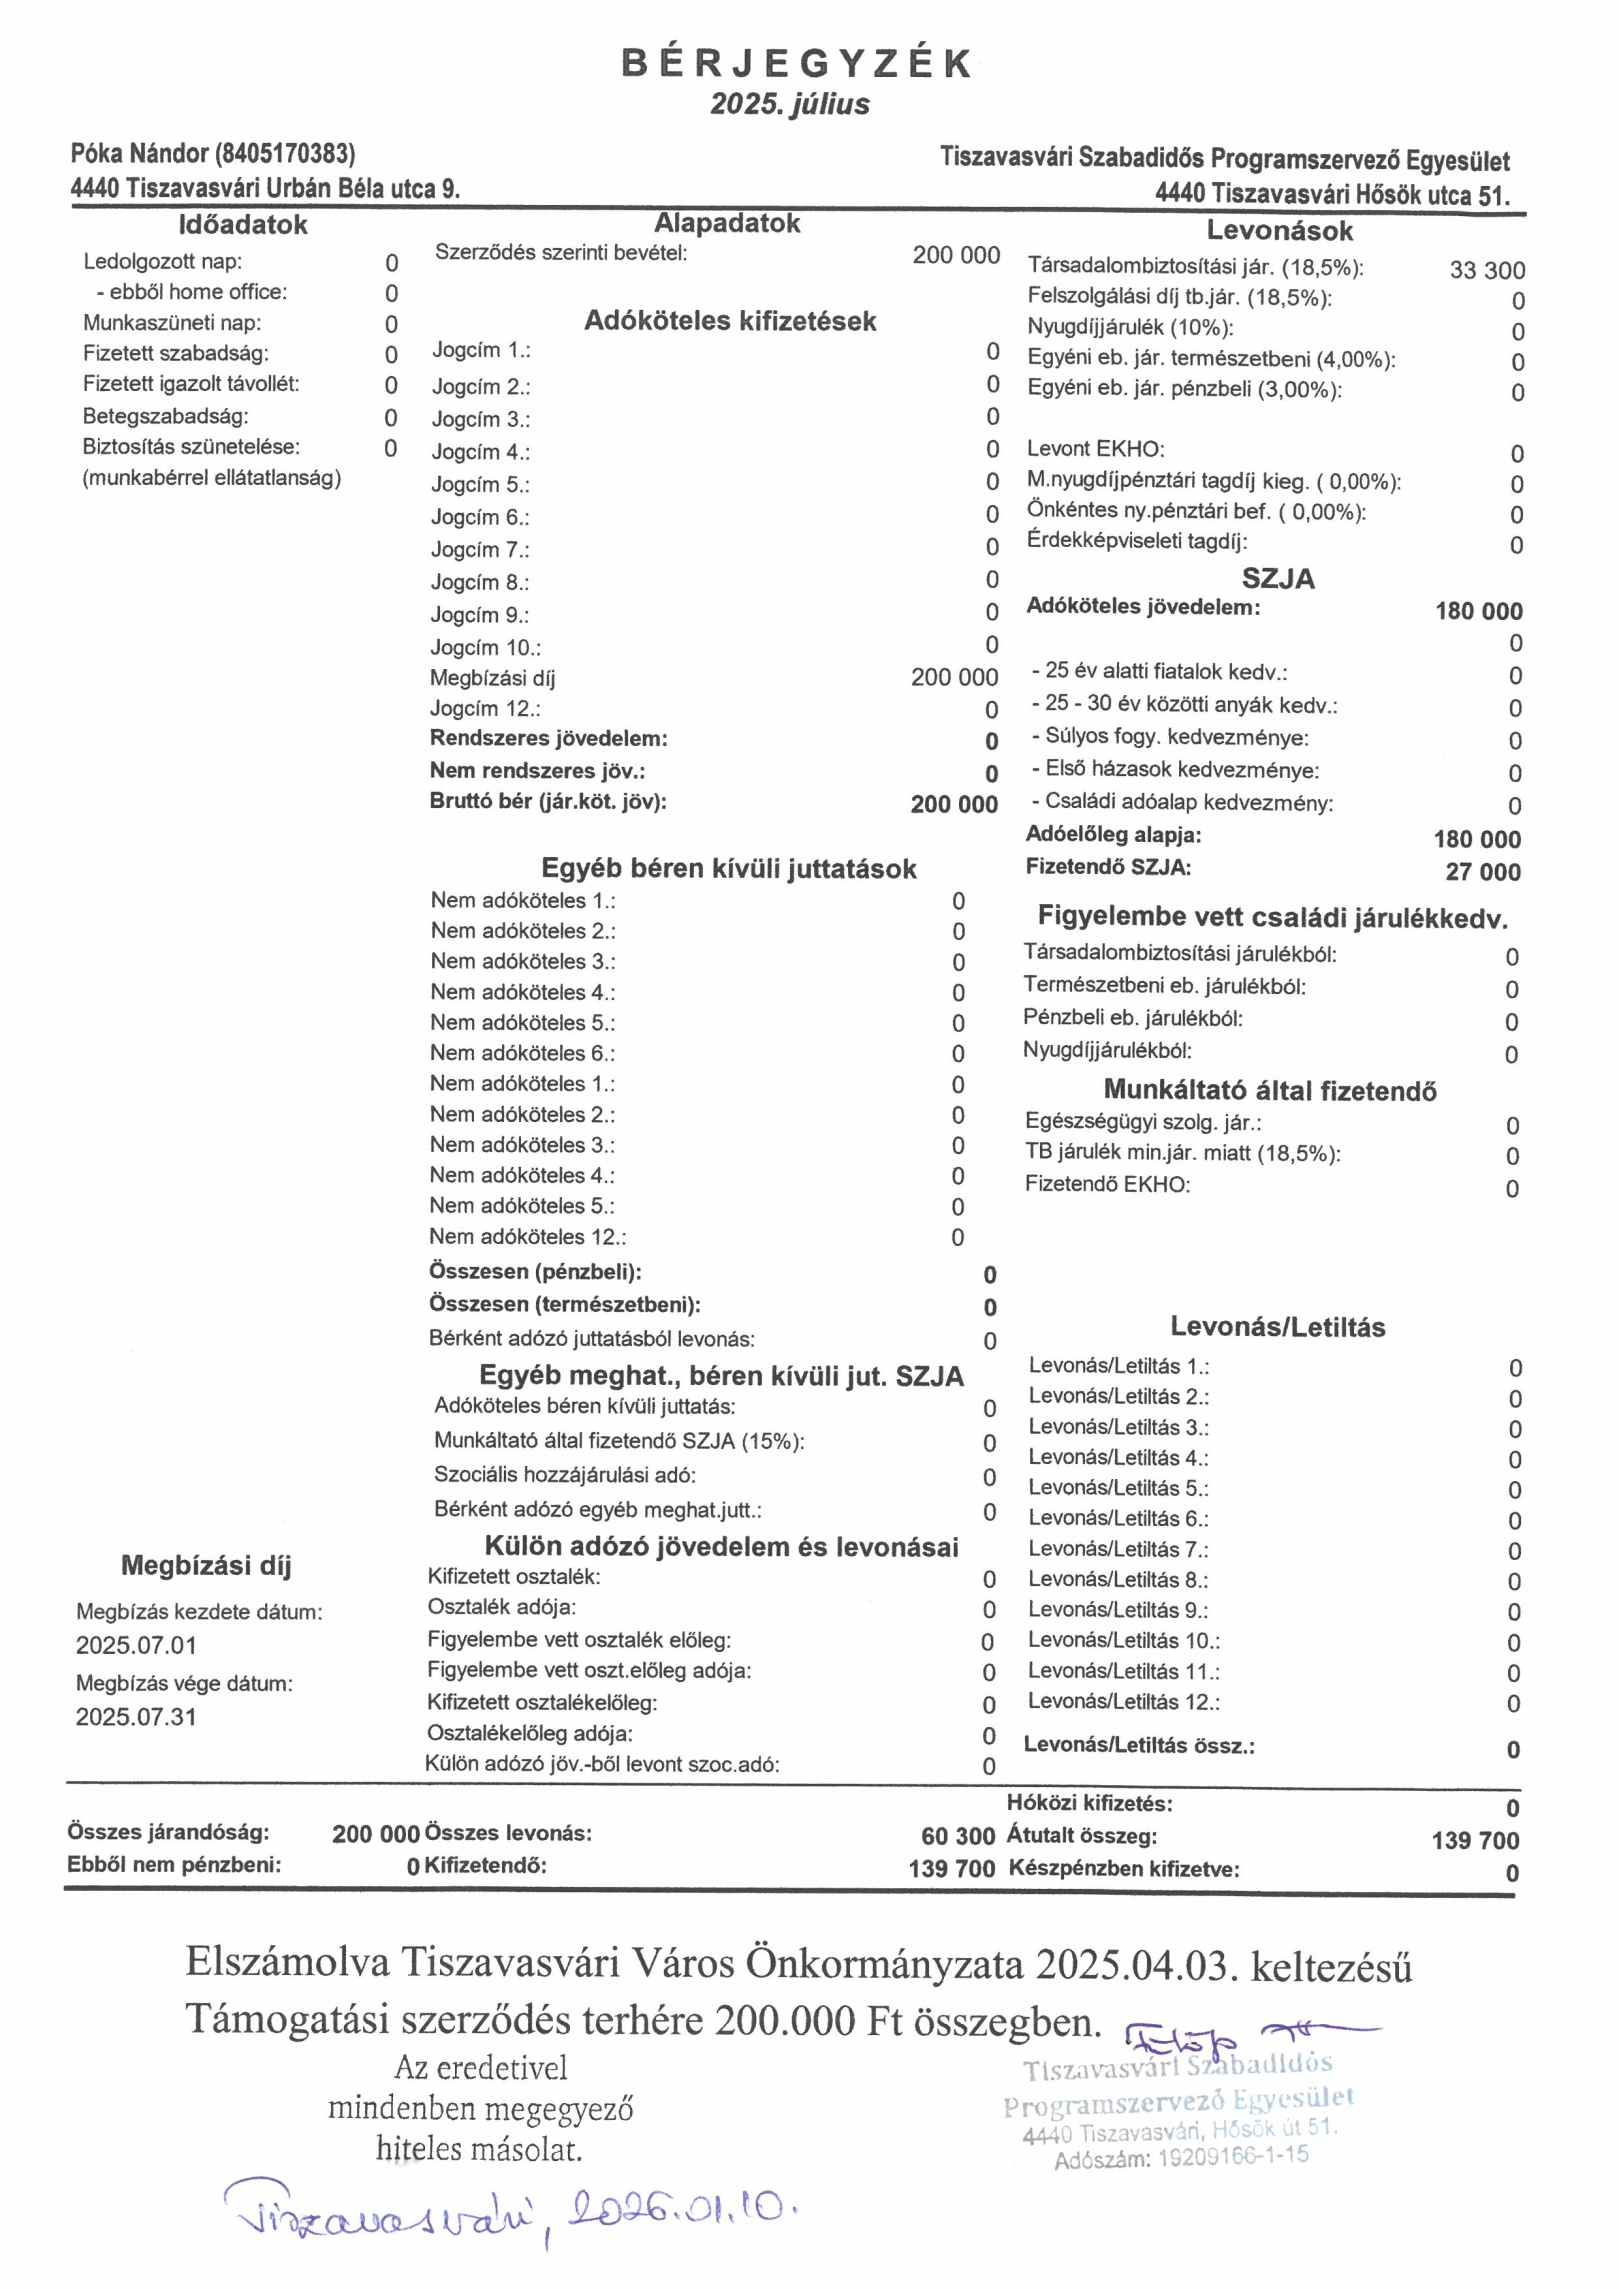 BÉRJEGYZÉK
2025. július
Póka Nándor (8405170383)
4440 Tiszavasvári Urbán Béla utca 9.
Tiszavasvári Szabadidős Programszervező Egyesület
4440 Tiszavasvári Hősök utca 51.
Időadatok
Ledolgozott nap: 0
- ebből home office: 0
Munkaszüneti nap: 0
Fizetett szabadság: 0
Fizetett igazolt távollét: 0
Betegszabadság: 0
Biztosítás szünetelése: 0
(munkabérrel ellátatlanság)
Megbízási díj
Megbízás kezdete dátum:
2025.07.01
Megbízás vége dátum:
2025.07.31
Alapadatok
Szerződés szerinti bevétel: 200 000
Adóköteles kifizetések
Jogcím 1.: 0
Jogcím 2.: 0
Jogcím 3.: 0
Jogcím 4.: 0
Jogcím 5.: 0
Jogcím 6.: 0
Jogcím 7.: 0
Jogcím 8.: 0
Jogcím 9.: 0
Jogcím 10.: 0
Megbízási díj 200 000
Jogcím 12.: 0
Rendszeres jövedelem: 0
Nem rendszeres jöv.: 0
Bruttó bér (jár.köt. jöv): 200 000
Egyéb béren kívüli juttatások
Nem adóköteles 1.: 0
Nem adóköteles 2.: 0
Nem adóköteles 3.: 0
Nem adóköteles 4.: 0
Nem adóköteles 5.: 0
Nem adóköteles 6.: 0
Nem adóköteles 1.: 0
Nem adóköteles 2.: 0
Nem adóköteles 3.: 0
Nem adóköteles 4.: 0
Nem adóköteles 5.: 0
Nem adóköteles 12.: 0
Összesen (pénzbeli): 0
Összesen (természetbeni): 0
Bérként adózó juttatásból levonás: 0
Egyéb meghat., béren kívüli jut. SZJA
Adóköteles béren kívüli juttatás: 0
Munkáltató által fizetendő SZJA (15%): 0
Szociális hozzájárulási adó: 0
Bérként adózó egyéb meghat.jutt.: 0
Külön adózó jövedelem és levonásai
Kifizetett osztalék: 0
Osztalék adója: 0
Figyelembe vett osztalék előleg: 0
Figyelembe vett oszt.előleg adója: 0
Kifizetett osztalékelőleg: 0
Osztalékelőleg adója: 0
Külön adózó jöv.-ből levont szoc.adó: 0
Levonások
Társadalombiztosítási jár. (18,5%): 33 300
Felszolgálási díj tb.jár. (18,5%): 0
Nyugdíjjárulék (10%): 0
Egyéni eb. jár. természetbeni (4,00%): 0
Egyéni eb. jár. pénzbeli (3,00%): 0
Levont EKHO: 0
M.nyugdíjpénztári tagdíj kieg. ( 0,00%): 0
Önkéntes ny.pénztári bef. ( 0,00%): 0
Érdekképviseleti tagdíj: 0
SZJA
Adóköteles jövedelem: 180 000
0
- 25 év alatti fiatalok kedv.: 0
- 25 - 30 év közötti anyák kedv.: 0
- Súlyos fogy. kedvezménye: 0
- Első házasok kedvezménye: 0
- Családi adóalap kedvezmény: 0
Adóelőleg alapja: 180 000
Fizetendő SZJA: 27 000
Figyelembe vett családi járulékkedv.
Társadalombiztosítási járulékból: 0
Természetbeni eb. járulékból: 0
Pénzbeli eb. járulékból: 0
Nyugdíjjárulékból: 0
Munkáltató által fizetendő
Egészségügyi szolg. jár.: 0
TB járulék min.jár. miatt (18,5%): 0
Fizetendő EKHO: 0
Levonás/Letiltás
Levonás/Letiltás 1.: 0
Levonás/Letiltás 2.: 0
Levonás/Letiltás 3.: 0
Levonás/Letiltás 4.: 0
Levonás/Letiltás 5.: 0
Levonás/Letiltás 6.: 0
Levonás/Letiltás 7.: 0
Levonás/Letiltás 8.: 0
Levonás/Letiltás 9.: 0
Levonás/Letiltás 10.: 0
Levonás/Letiltás 11.: 0
Levonás/Letiltás 12.: 0
Levonás/Letiltás össz.: 0
Hóközi kifizetés: 0
Összes járandóság: 200 000 Összes levonás: 60 300 Átutalt összeg: 139 700
Ebből nem pénzbeni: 0 Kifizetendő: 139 700 Készpénzben kifizetve: 0
Elszámolva Tiszavasvári Város Önkormányzata 2025.04.03. keltezésű
Támogatási szerződés terhére 200.000 Ft összegben.
Az eredetivel
mindenben megegyező
hiteles másolat.
Tiszavasvári Szabadidős
Programszervező Egyesület
4440 Tiszavasvári, Hősök út 51.
Adószám: 19209166-1-15
Tiszavasvári, 2026.01.10.